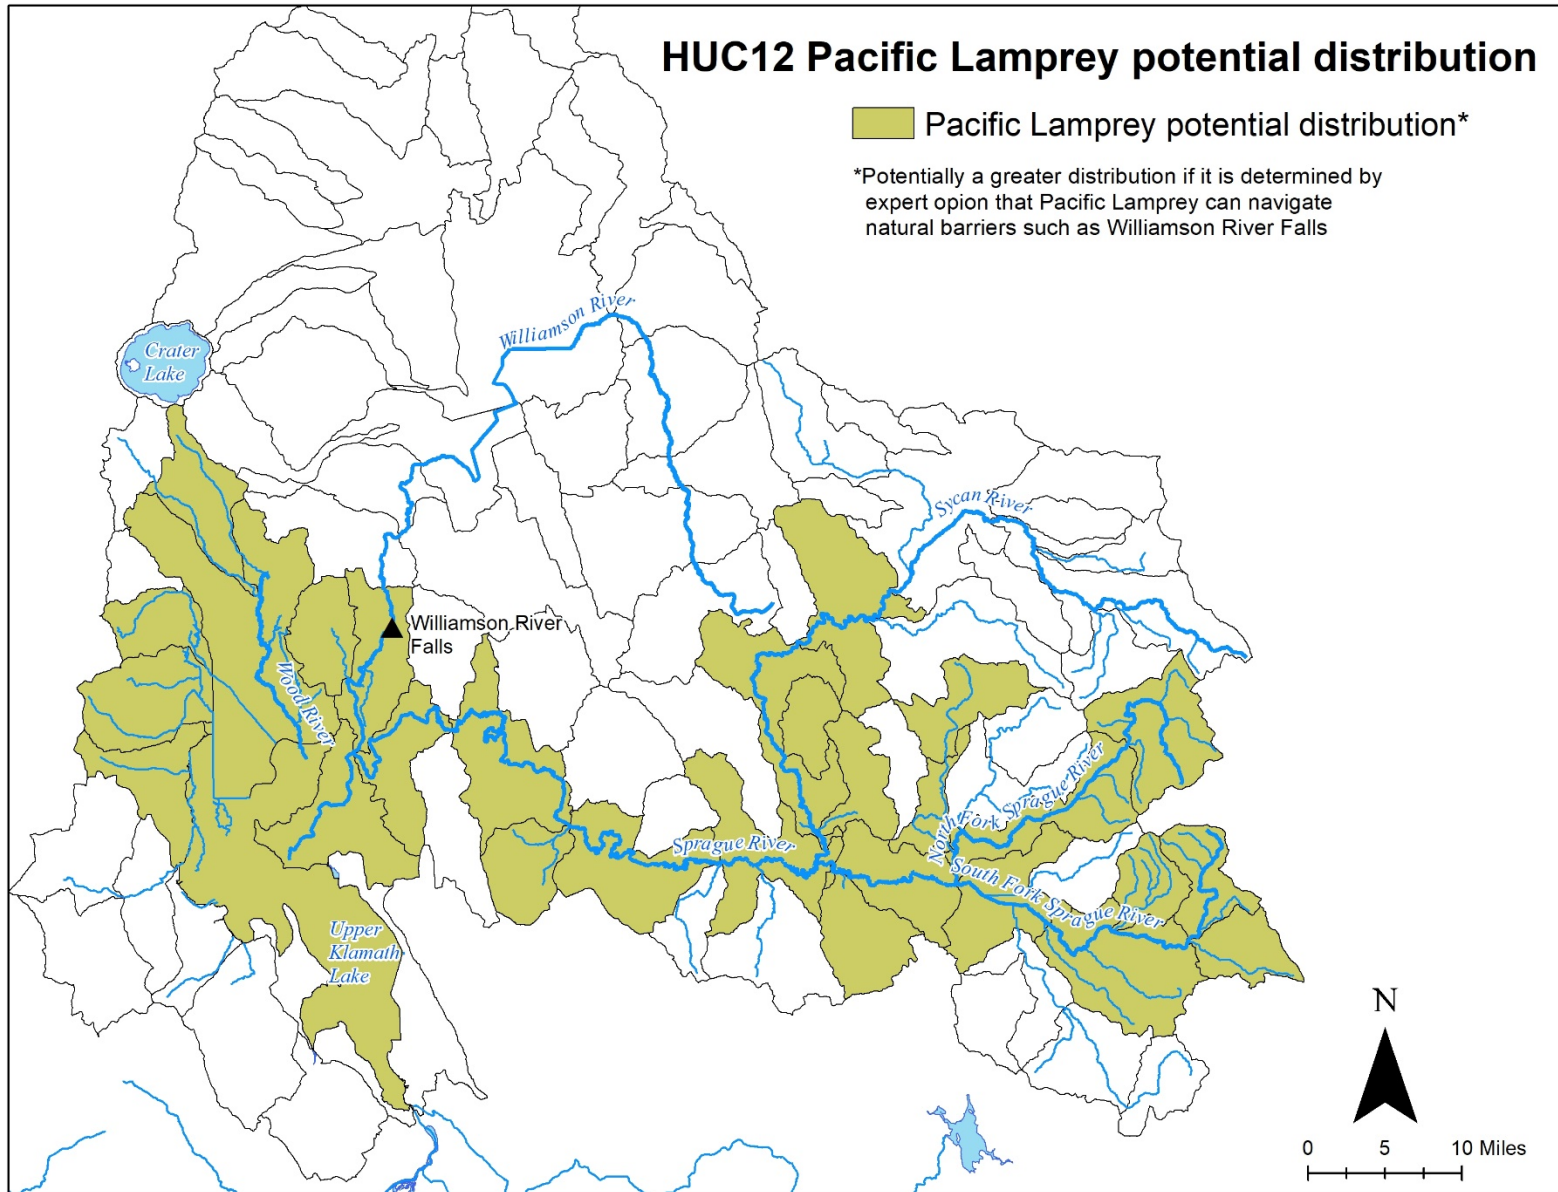 HUC12 Pacific Lamprey potential distribution
Pacific Lamprey potential distribution*
*Potentially a greater distribution if it is determined by
expert opion that Pacific Lamprey can navigate
natural barriers such as Williamson River Falls
Williamson River
Crater
Lake
Sycan River
Williamson River
Falls
Wood River
North Fork Sprague River
Sprague River
South Fork Sprague River
Upper
Klamath
Lake
N
0 5 10 Miles